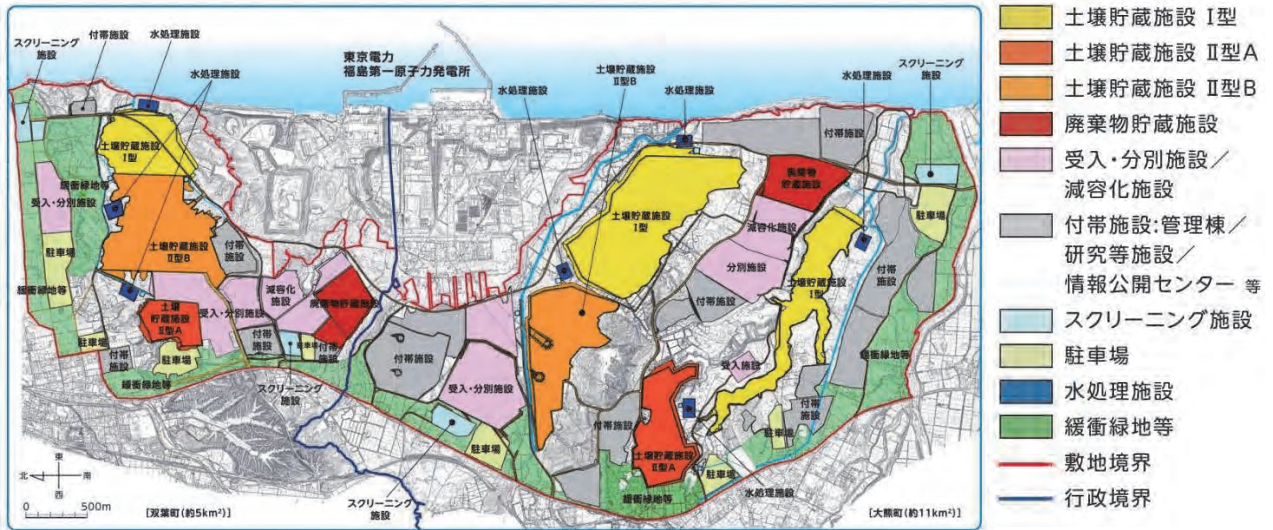 スクリーニング
施設
付帯施設
水処理施設
水処理施設
東京電力
福島第一原子力発電所
水処理施設
土壌貯蔵施設
Ⅱ型B
水処理施設
水処理施設
スクリーニング
施設
土壌貯蔵施設
Ⅰ型
緩衝緑地等
受入・分別施設
駐車場
緩衝緑地等
土壌貯蔵施設
Ⅱ型B
付帯
施設
土壌
貯蔵施設
Ⅱ型A
駐車場
付帯
施設
駐車場
緩衝緑地等
受入・分別施設
減容化
施設
廃棄物貯蔵施設
付帯
施設
駐車場
付帯
施設
スクリーニング
施設
付帯施設
受入・分別施設
駐車場
スクリーニング
施設
土壌貯蔵施設
Ⅰ型
付帯施設
廃棄物
貯蔵施設
減容化施設
分別施設
付帯施設
土壌貯蔵施設
Ⅰ型
受入施設
付帯施設
駐車場
緩衝緑地等
付帯
施設
駐車場
付帯施設
土壌貯蔵施設
Ⅱ型A
駐車場
緩衝緑地等
水処理施設
東
北
南
西
0 500m
[双葉町(約5km²)]
[大熊町(約11km²)]
土壌貯蔵施設 Ⅰ型
土壌貯蔵施設 Ⅱ型A
土壌貯蔵施設 Ⅱ型B
廃棄物貯蔵施設
受入・分別施設/
減容化施設
付帯施設:管理棟/
研究等施設/
情報公開センター 等
スクリーニング施設
駐車場
水処理施設
緩衝緑地等
敷地境界
行政境界